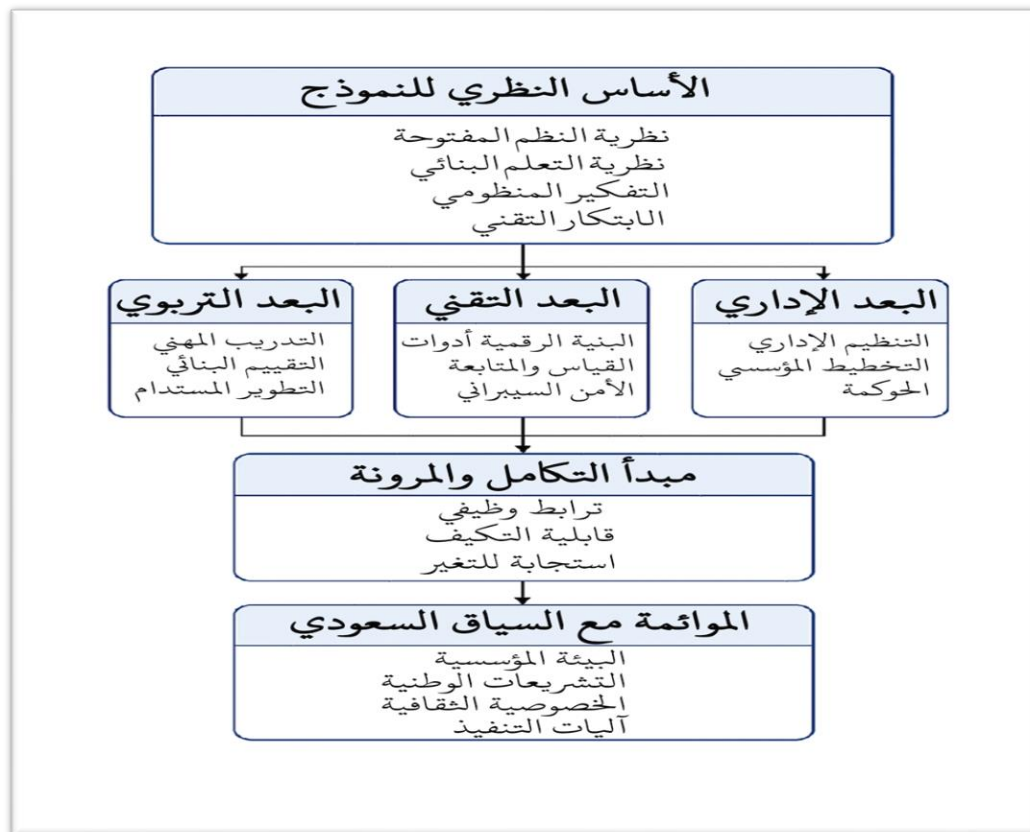 الأساس النظري للنموذج
نظرية النظم المفتوحة
نظرية التعلم البنائي
التفكير المنظومي
الابتكار التقني
البعد الإداري
التنظيم الإداري
التخطيط المؤسسي
الحوكمة
البعد التقني
البنية الرقمية أدوات
القياس والمتابعة
الأمن السيبراني
البعد التربوي
التدريب المهني
التقييم البنائي
التطوير المستدام
مبدأ التكامل والمرونة
ترابط وظيفي
قابلية التكيف
استجابة للتغير
الموائمة مع السياق السعودي
البيئة المؤسسية
التشريعات الوطنية
الخصوصية الثقافية
آليات التنفيذ